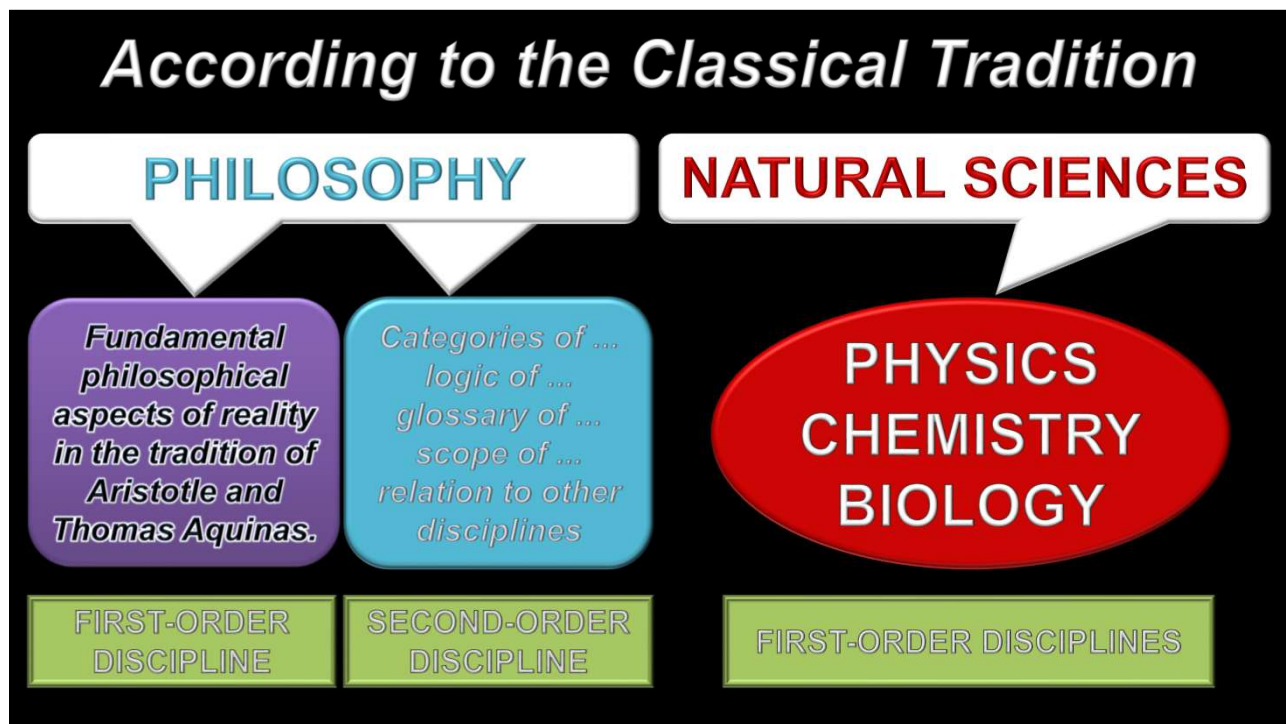 According to the Classical Tradition
PHILOSOPHY
NATURAL SCIENCES
Fundamental
philosophical
aspects of reality
in the tradition of
Aristotle and
Thomas Aquinas.
Categories of ...
logic of ...
glossary of ...
scope of ...
relation to other
disciplines
PHYSICS
CHEMISTRY
BIOLOGY
FIRST-ORDER
DISCIPLINE
SECOND-ORDER
DISCIPLINE
FIRST-ORDER DISCIPLINES